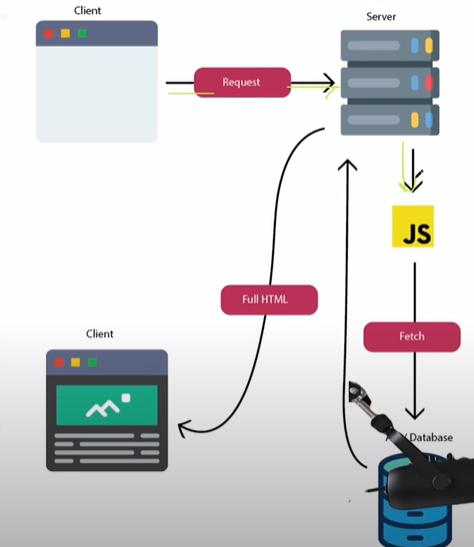 Client
Server
Request
JS
Full HTML
Client
Fetch
Database